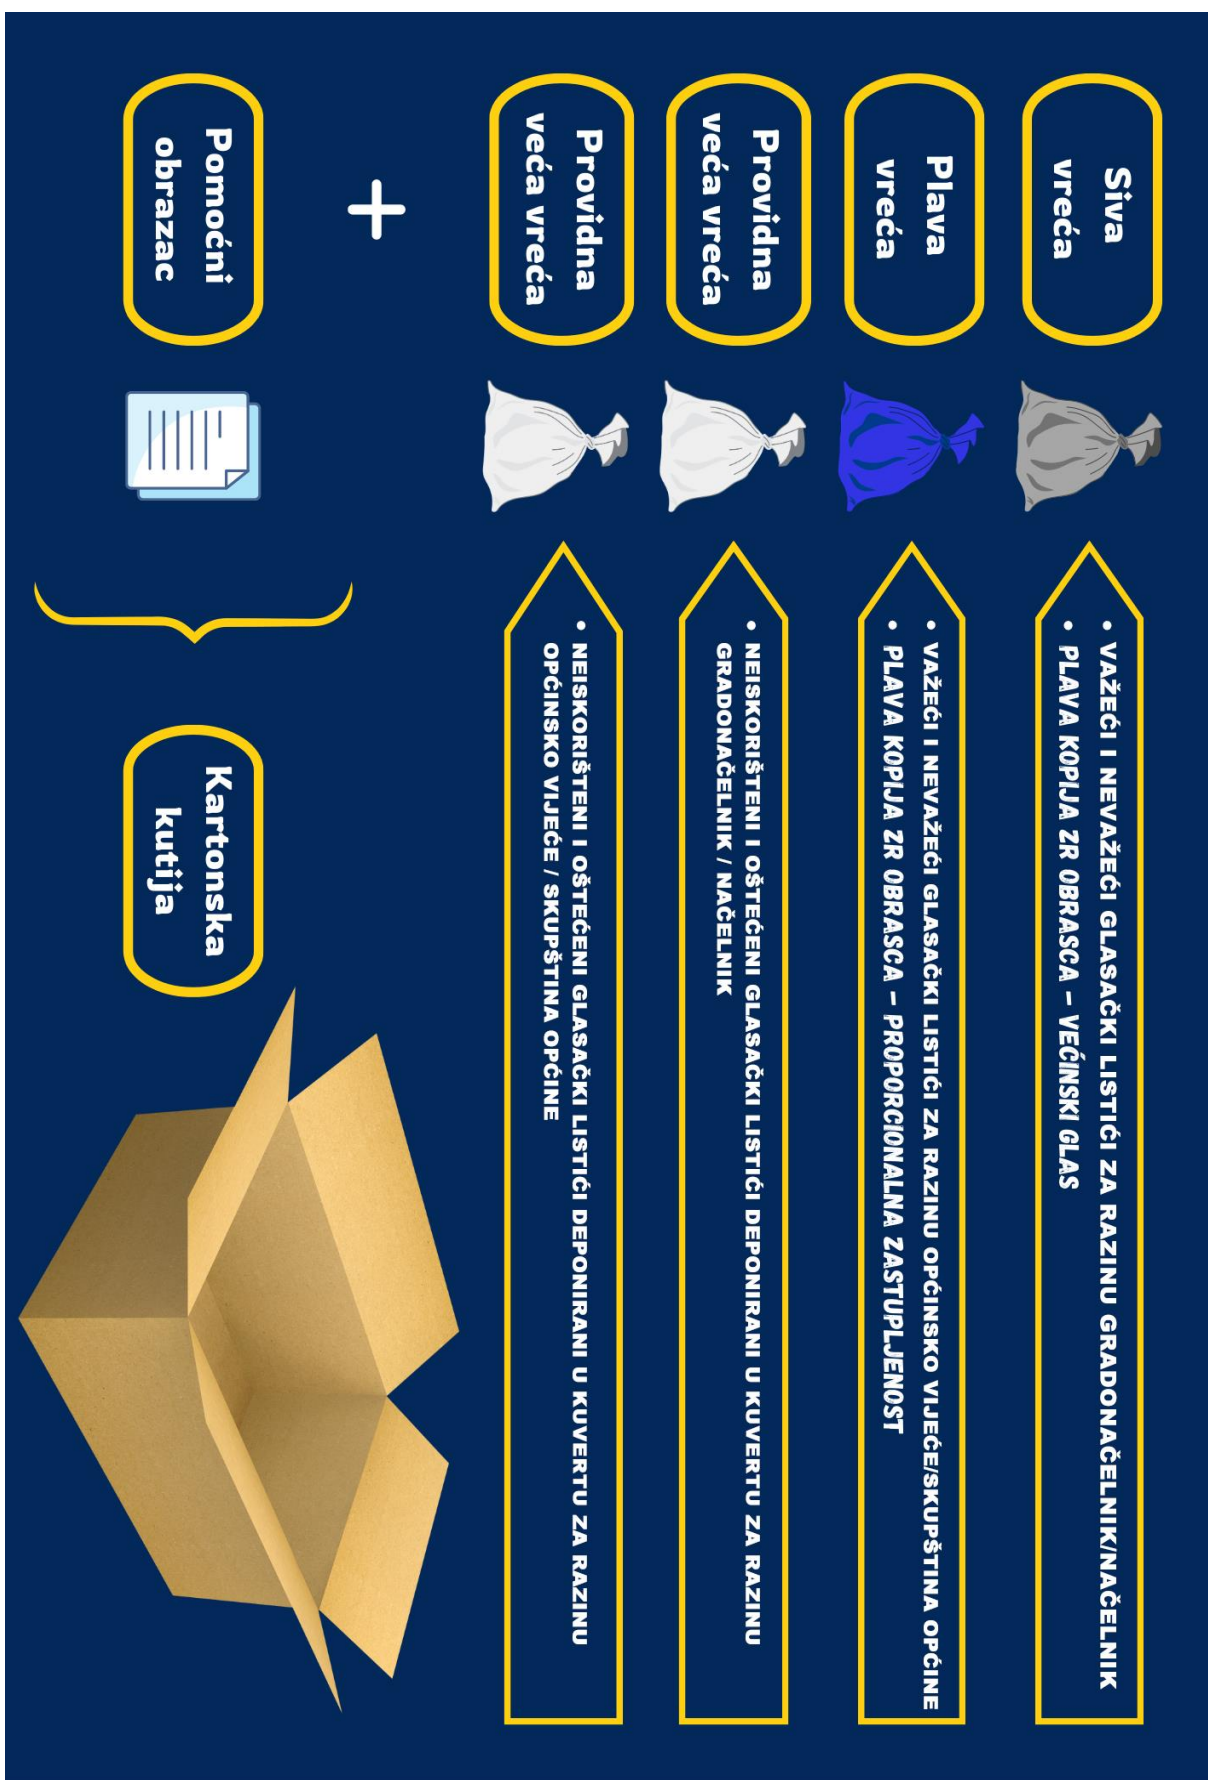 Siva
vreća
• VAŽEĆI I NEVAŽEĆI GLASAČKI LISTIĆI ZA RAZINU GRADONAČELNIK/NAČELNIK
• PLAVA KOPIJA ZR OBRASCA – VEĆINSKI GLAS
Plava
vreća
• VAŽEĆI I NEVAŽEĆI GLASAČKI LISTIĆI ZA RAZINU OPĆINSKO VIJEĆE/SKUPŠTINA OPĆINE
• PLAVA KOPIJA ZR OBRASCA – PROPORCIONALNA ZASTUPLJENOST
Providna
veća vreća
• NEISKORIŠTENI I OŠTEĆENI GLASAČKI LISTIĆI DEPONIRANI U KUVERTU ZA RAZINU
GRADONAČELNIK / NAČELNIK
Providna
veća vreća
• NEISKORIŠTENI I OŠTEĆENI GLASAČKI LISTIĆI DEPONIRANI U KUVERTU ZA RAZINU
OPĆINSKO VIJEĆE / SKUPŠTINA OPĆINE
+
Pomoćni
obrazac
Kartonska
kutija